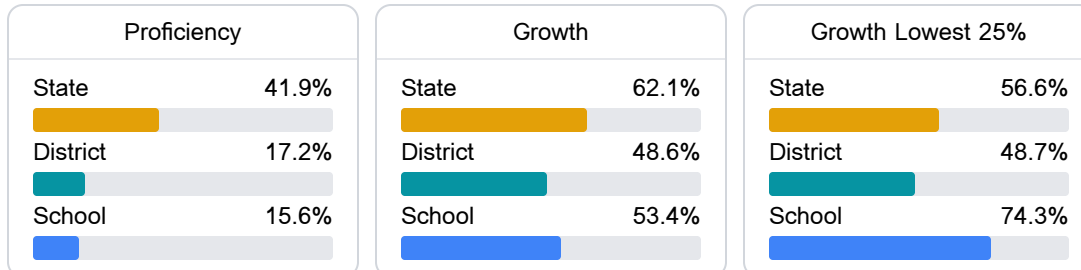 Proficiency
State 41.9%
District 17.2%
School 15.6%
Growth
State 62.1%
District 48.6%
School 53.4%
Growth Lowest 25%
State 56.6%
District 48.7%
School 74.3%